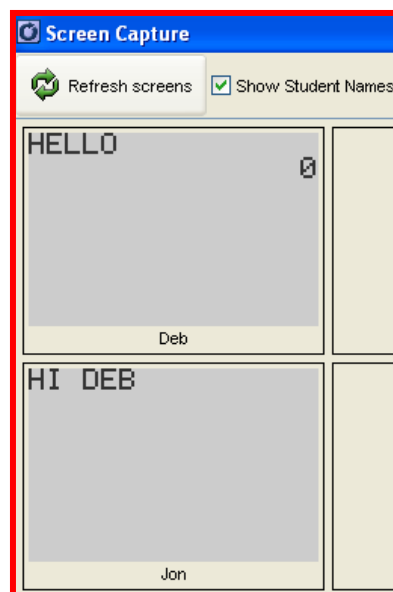 Screen Capture
Refresh screens Show Student Names
HELLO
0
Deb
HI DEB
Jon